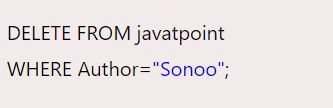 DELETE FROM javatpoint
WHERE Author="Sonoo";